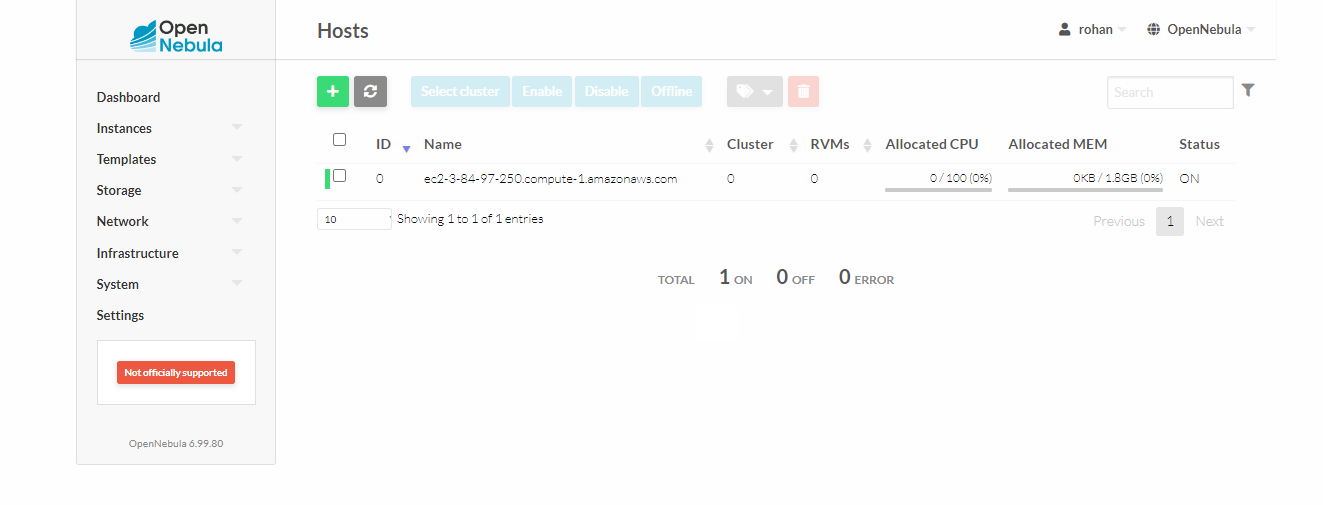 Open
Nebula
Hosts
rohan
OpenNebula
Dashboard
Instances
Templates
Storage
Network
Infrastructure
System
Settings
Not officially supported
OpenNebula 6.99.80
Select cluster Enable Disable Offline
Search
ID Name Cluster RVMs Allocated CPU Allocated MEM Status
0 ec2-3-84-97-250.compute-1.amazonaws.com 0 0 0 / 100 (0%) 0KB / 1.8GB (0%) ON
10 Showing 1 to 1 of 1 entries Previous 1 Next
TOTAL 1 ON 0 OFF 0 ERROR